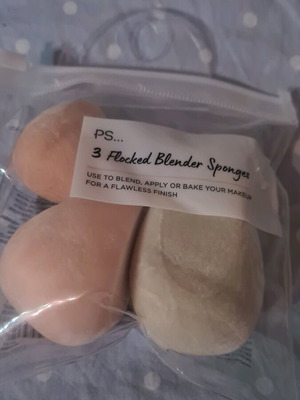 PS...
3 Flocked Blender Sponges
USE TO BLEND, APPLY OR BAKE YOUR MAKEUP
FOR A FLAWLESS FINISH